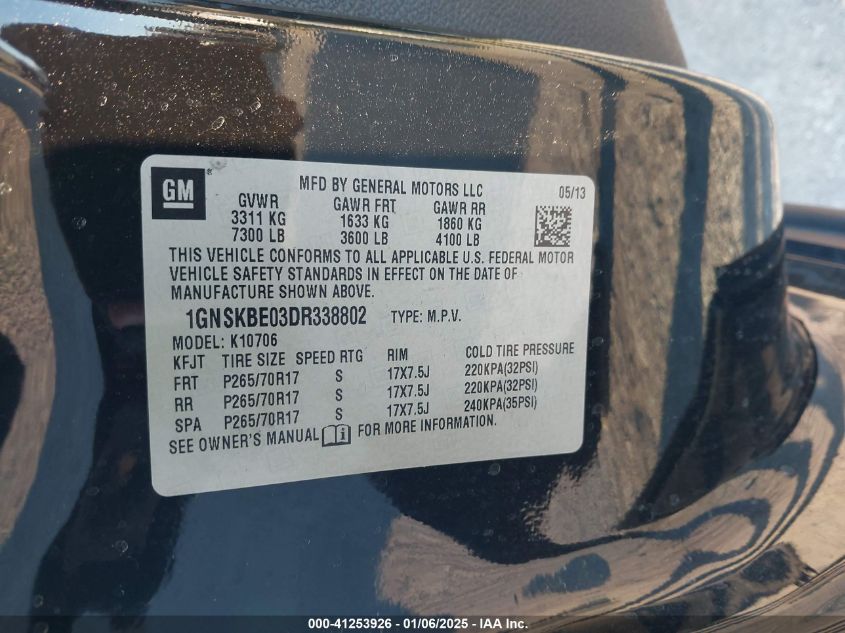 GM
MFD BY GENERAL MOTORS LLC 05/13
GVWR GAWR FRT GAWR RR
3311 KG 1633 KG 1860 KG
7300 LB 3600 LB 4100 LB
THIS VEHICLE CONFORMS TO ALL APPLICABLE U.S. FEDERAL MOTOR
VEHICLE SAFETY STANDARDS IN EFFECT ON THE DATE OF
MANUFACTURE SHOWN ABOVE.
1GNSKBE03DR338802 TYPE: M.P.V.
MODEL: K10706
KFJT TIRE SIZE SPEED RTG RIM COLD TIRE PRESSURE
FRT P265/70R17 S 17X7.5J 220KPA(32PSI)
RR P265/70R17 S 17X7.5J 220KPA(32PSI)
SPA P265/70R17 S 17X7.5J 240KPA(35PSI)
SEE OWNER'S MANUAL FOR MORE INFORMATION.
000-41253926 - 01/06/2025 - IAA Inc.